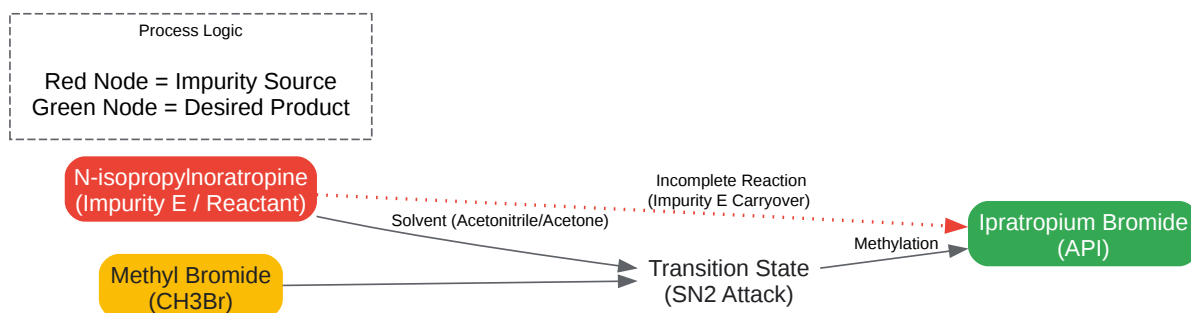 Process Logic
Red Node = Impurity Source
Green Node = Desired Product
N-isopropylnoratropine
(Impurity E / Reactant)
Incomplete Reaction
(Impurity E Carryover)
Solvent (Acetonitrile/Acetone)
Ipratropium Bromide
(API)
Methylation
Methyl Bromide
(CH3Br)
Transition State
(SN2 Attack)